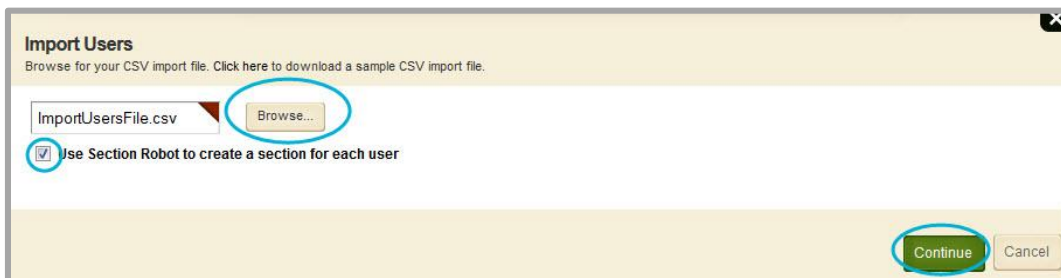 Import Users
Browse for your CSV import file. Click here to download a sample CSV import file.
ImportUsersFile.csv Browse...
Use Section Robot to create a section for each user
Continue Cancel